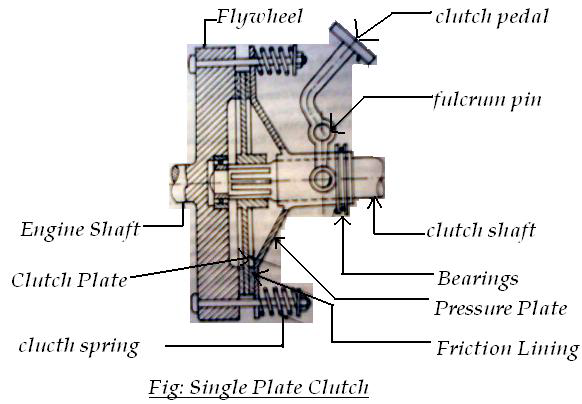 Flywheel
clutch pedal
fulcrum pin
Engine Shaft
clutch shaft
Clutch Plate
Bearings
Pressure Plate
clucth spring
Friction Lining
Fig: Single Plate Clutch